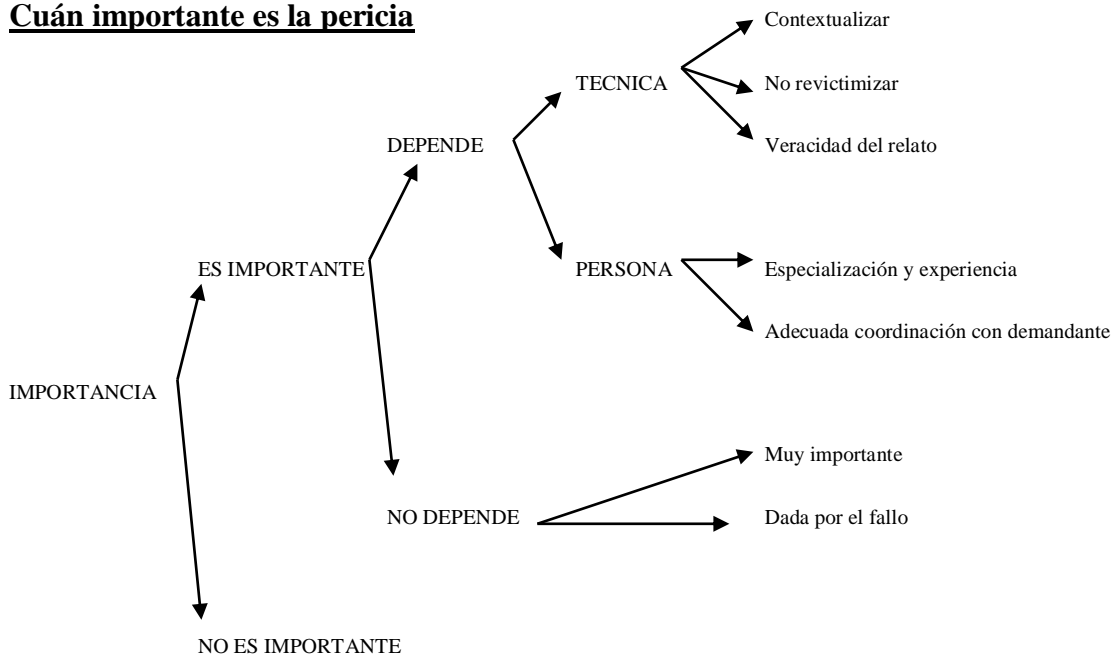 Cuán importante es la pericia
Contextualizar
TECNICA
No revictimizar
DEPENDE
Veracidad del relato
ES IMPORTANTE
PERSONA
Especialización y experiencia
Adecuada coordinación con demandante
IMPORTANCIA
Muy importante
NO DEPENDE
Dada por el fallo
NO ES IMPORTANTE